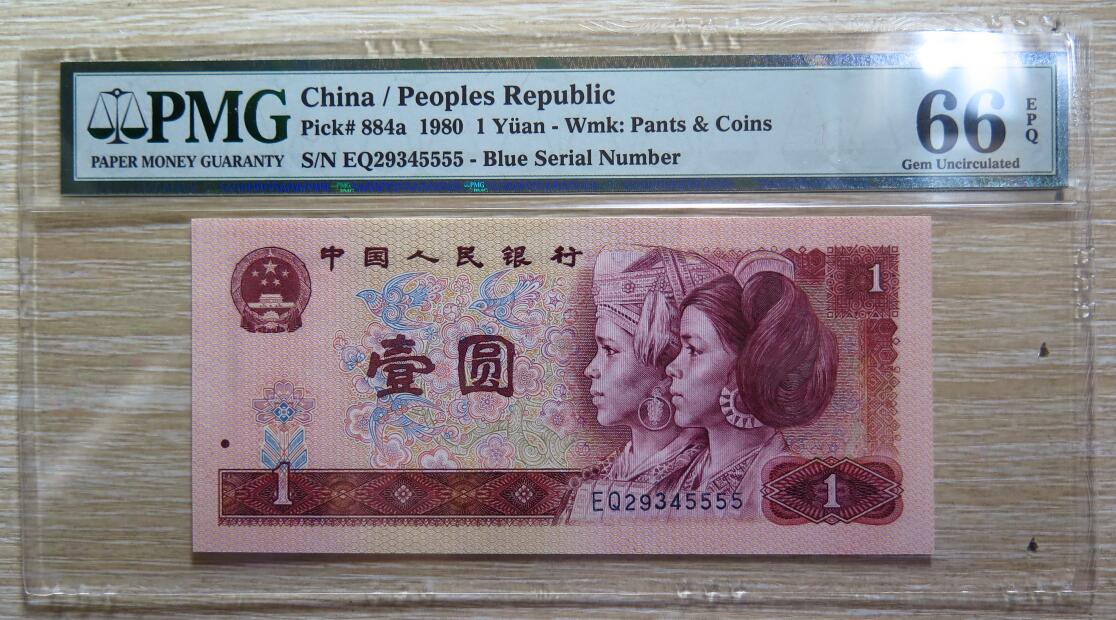 PMG
PAPER MONEY GUARANTY
China / Peoples Republic
Pick# 884a 1980 1 Yüan - Wmk: Pants & Coins
S/N EQ29345555 - Blue Serial Number
66
EPQ
Gem Uncirculated
中国人民银行
1
壹圆
1
EQ29345555
1